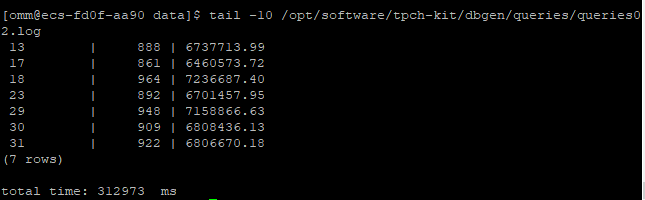 [omm@ecs-fd0f-aa90 data]$ tail -10 /opt/software/tpch-kit/dbgen/queries/queries0
2.log
13 | 888 | 6737713.99
17 | 861 | 6460573.72
18 | 964 | 7236687.40
23 | 892 | 6701457.95
29 | 948 | 7158866.63
30 | 909 | 6808436.13
31 | 922 | 6806670.18
(7 rows)
total time: 312973 ms